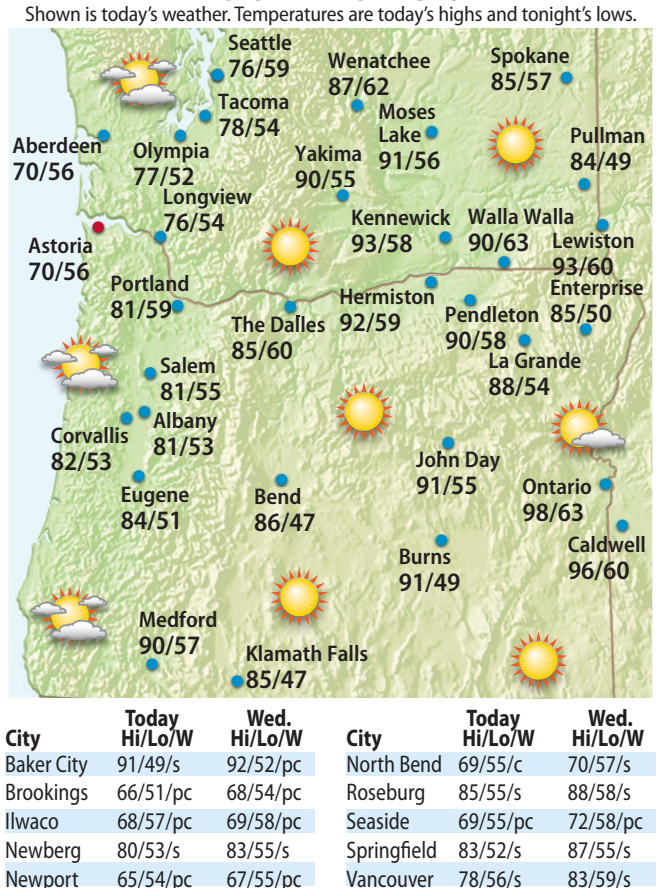 Shown is today's weather. Temperatures are today's highs and tonight's lows.
Seattle
76/59
Wenatchee
87/62
Spokane
85/57
Tacoma
78/54
Moses
Lake
91/56
Aberdeen
70/56
Olympia
77/52
Yakima
90/55
Pullman
84/49
Longview
76/54
Kennewick
93/58
Walla Walla
90/63
Lewiston
93/60
Astoria
70/56
Portland
81/59
The Dalles
85/60
Hermiston
92/59
Pendleton
90/58
Enterprise
85/50
La Grande
88/54
Salem
81/55
Albany
81/53
Corvallis
82/53
Eugene
84/51
Bend
86/47
John Day
91/55
Ontario
98/63
Burns
91/49
Caldwell
96/60
Medford
90/57
Klamath Falls
85/47
Today Wed.
City Hi/Lo/W Hi/Lo/W
Baker City 91/49/s 92/52/pc
Brookings 66/51/pc 68/54/pc
Ilwaco 68/57/pc 69/58/pc
Newberg 80/53/s 83/55/s
Newport 65/54/pc 67/55/pc
Today Wed.
City Hi/Lo/W Hi/Lo/W
North Bend 69/55/c 70/57/s
Roseburg 85/55/s 88/58/s
Seaside 69/55/pc 72/58/pc
Springfield 83/52/s 87/55/s
Vancouver 78/56/s 83/59/s